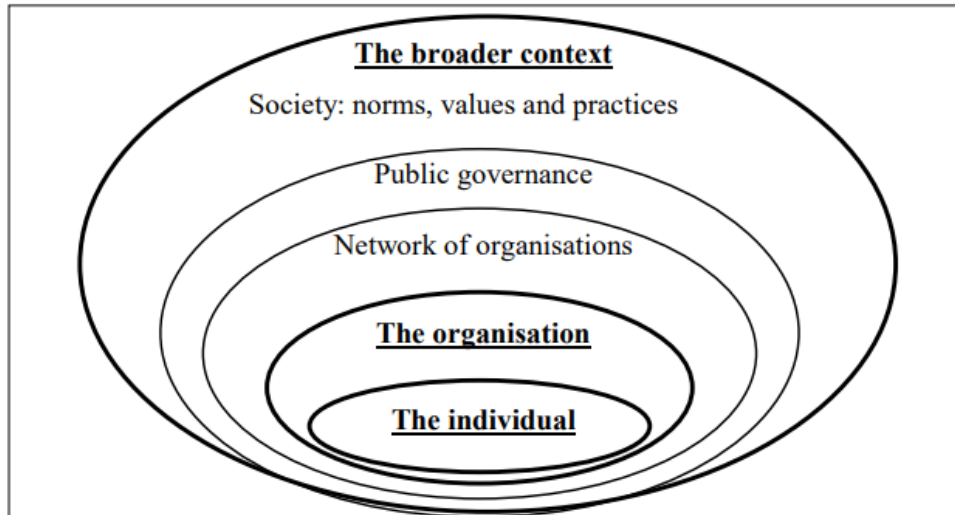 The broader context
Society: norms, values and practices
Public governance
Network of organisations
The organisation
The individual